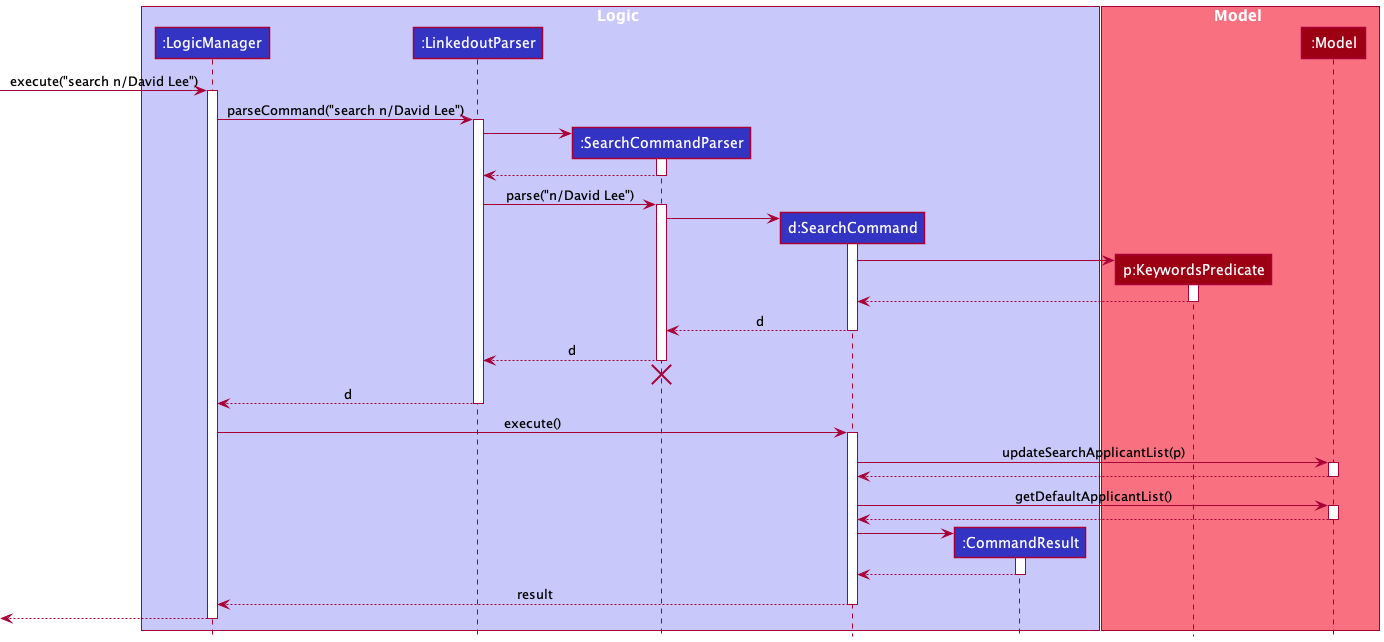 Logic
Model
:LogicManager
:LinkedoutParser
:Model
execute("search n/David Lee")
parseCommand("search n/David Lee")
:SearchCommandParser
parse("n/David Lee")
d:SearchCommand
p:KeywordsPredicate
d
d
d
execute()
updateSearchApplicantList(p)
getDefaultApplicantList()
:CommandResult
result